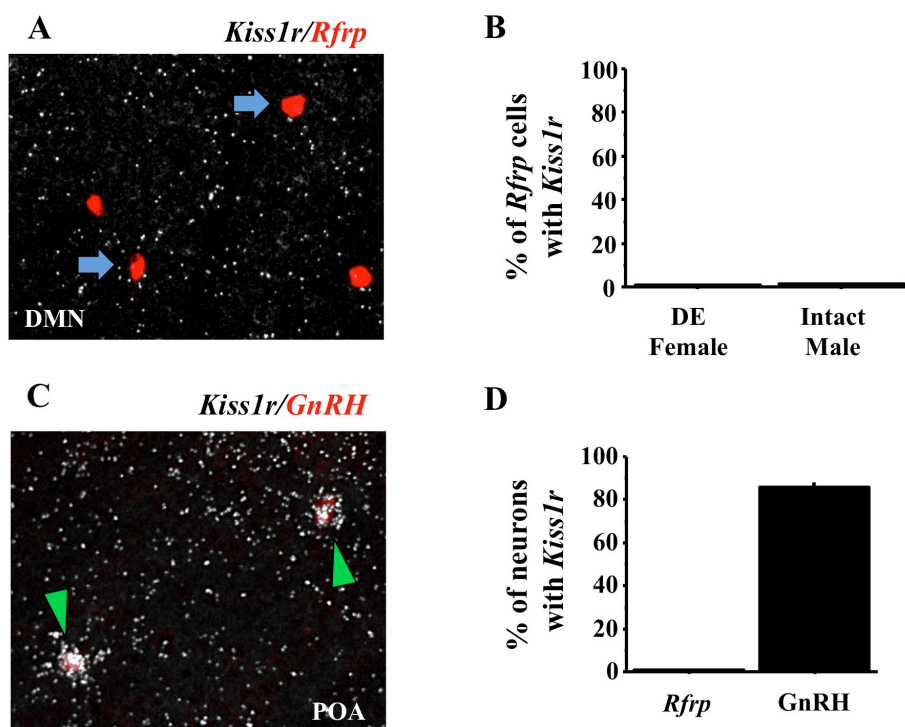 A
Kiss1r/Rfrp
DMN
B
% of Rfrp cells
with Kiss1r
100
80
60
40
20
0
DE
Female
Intact
Male
C
Kiss1r/GnRH
POA
D
% of neurons
with Kiss1r
100
80
60
40
20
0
Rfrp
GnRH